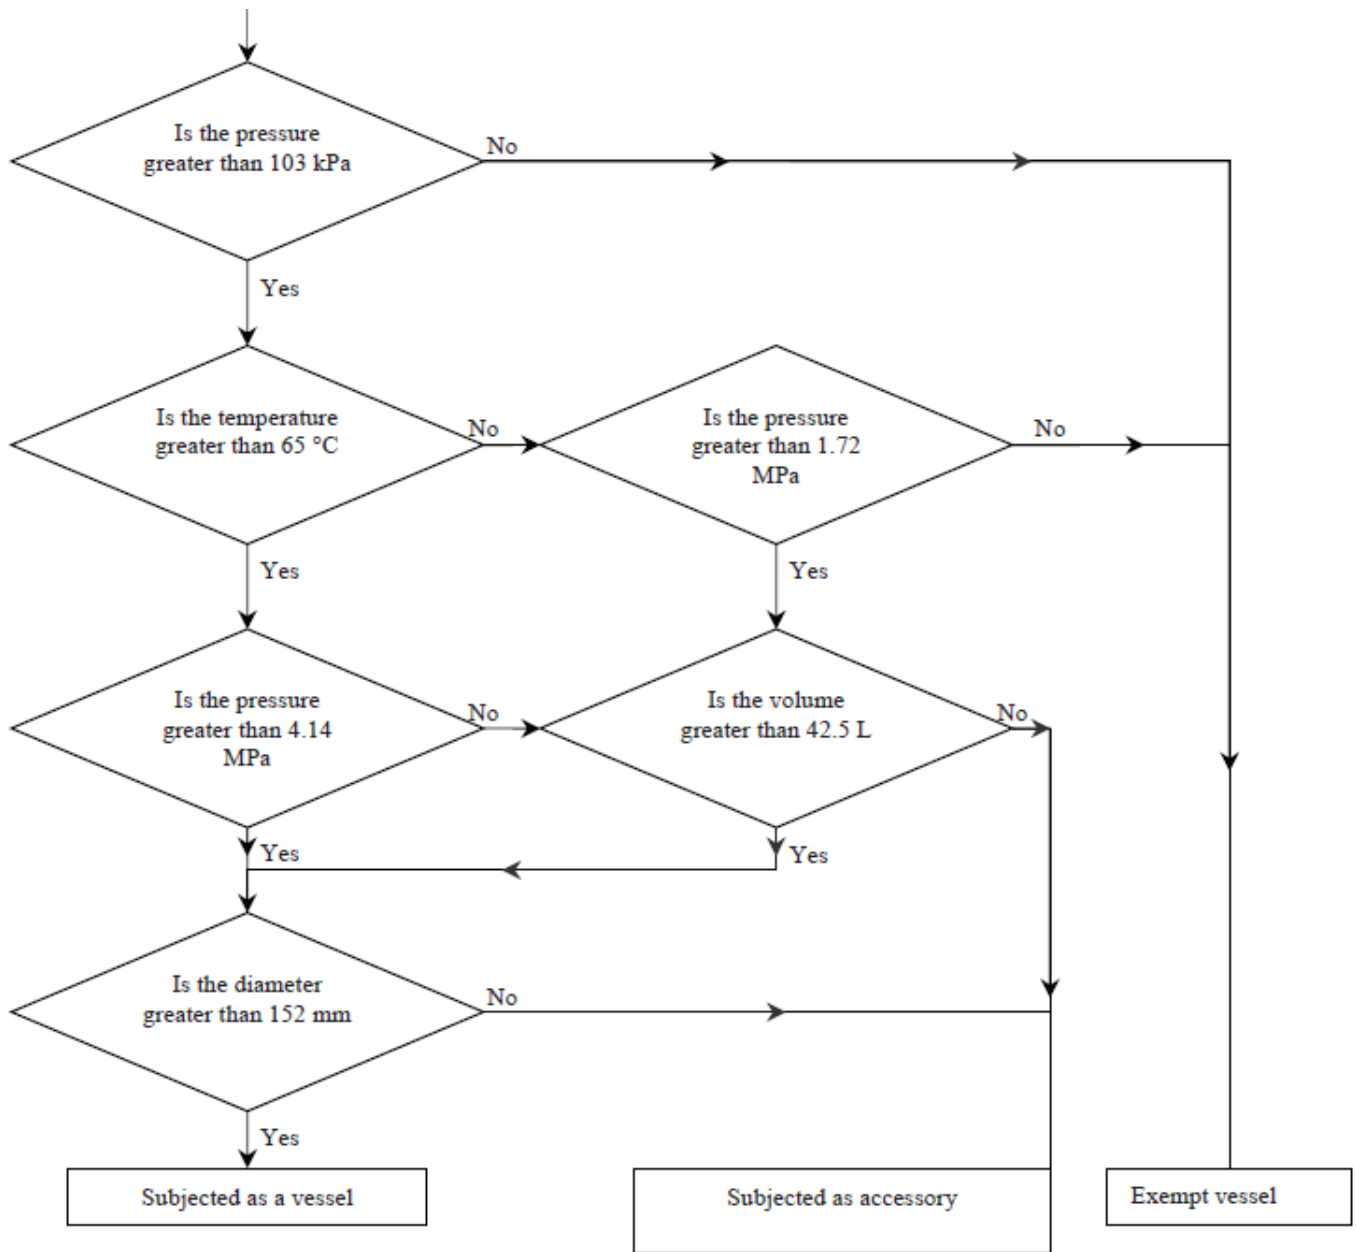 Is the pressure
greater than 103 kPa
No
Yes
Is the temperature
greater than 65 °C
No
Is the pressure
greater than 1.72
MPa
No
Yes
Yes
Is the pressure
greater than 4.14
MPa
No
Is the volume
greater than 42.5 L
No
Yes
Yes
Is the diameter
greater than 152 mm
No
Yes
Subjected as a vessel
Subjected as accessory
Exempt vessel